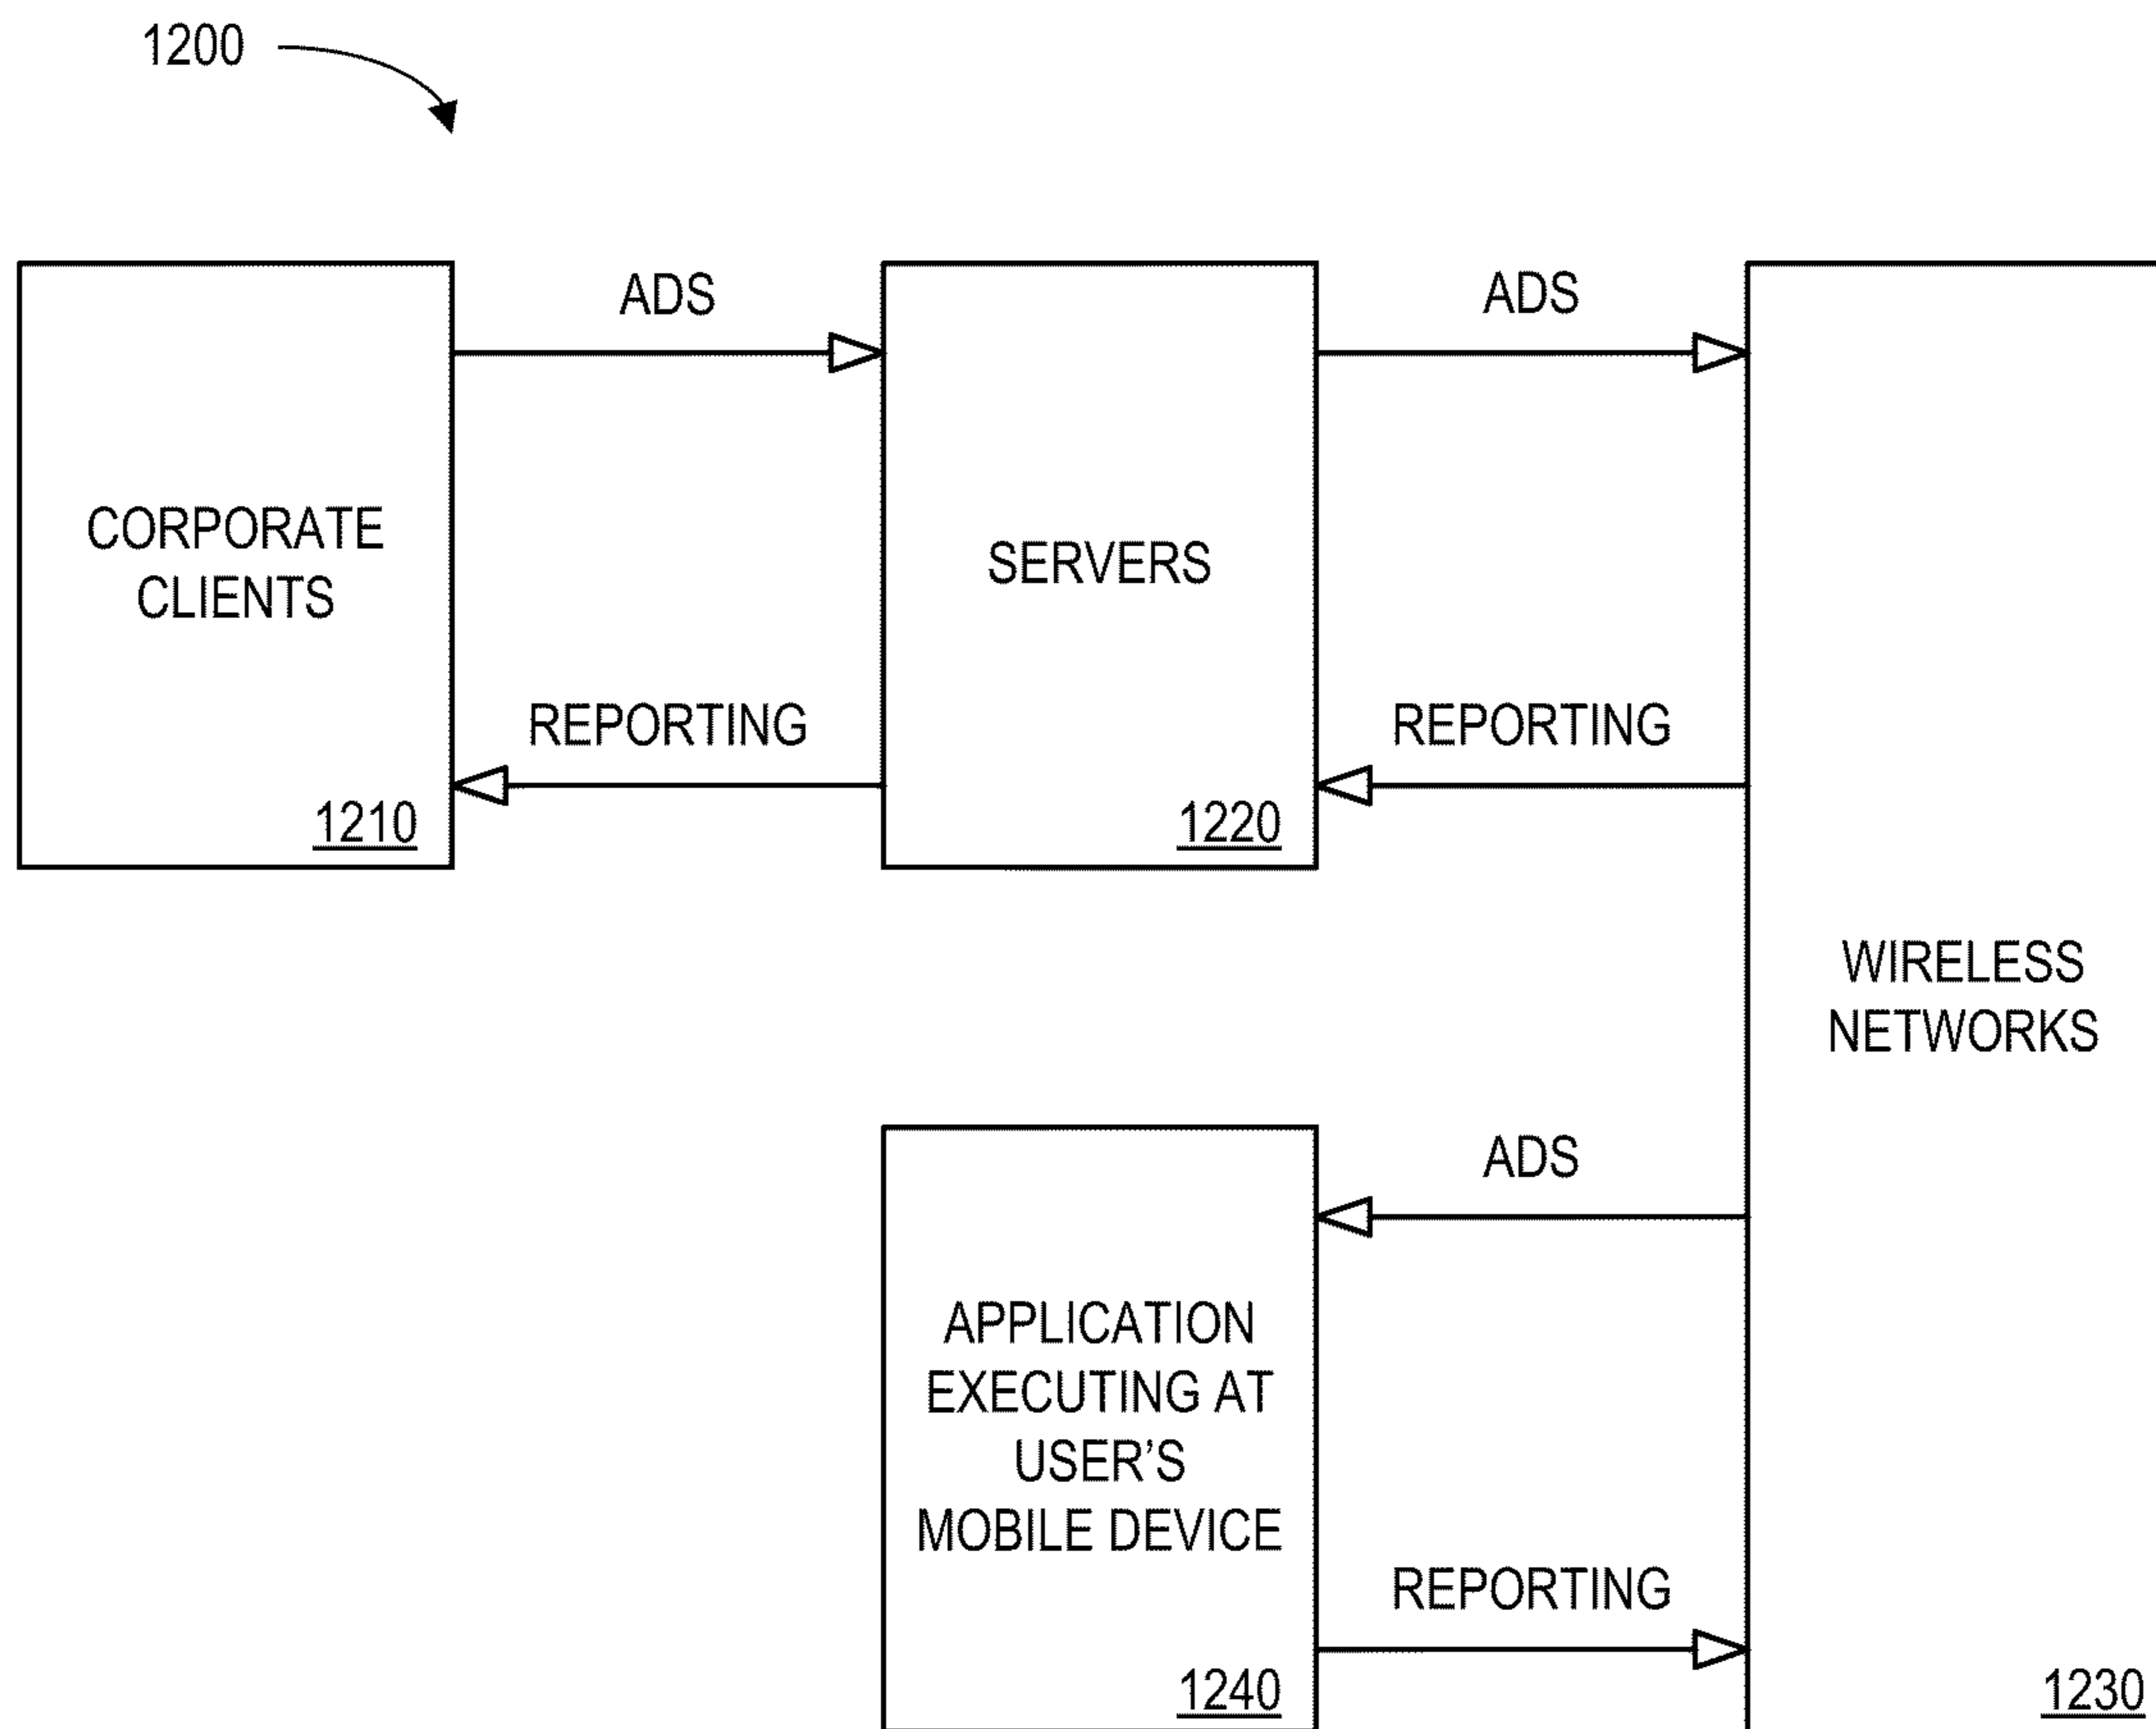 1200
ADS
ADS
CORPORATE
CLIENTS
SERVERS
REPORTING
REPORTING
1210
1220
WIRELESS
NETWORKS
ADS
APPLICATION
EXECUTING AT
USER'S
MOBILE DEVICE
REPORTING
1240
1230